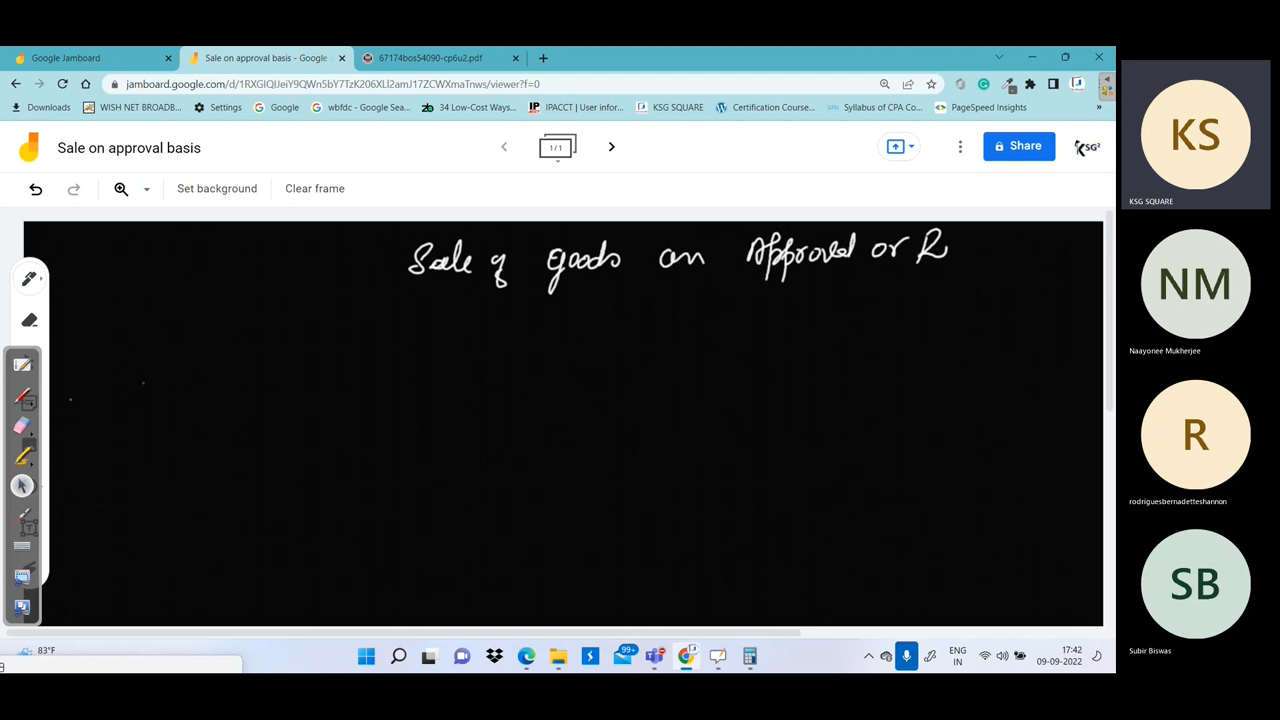 Google Jamboard
Sale on approval basis - Google
67174bos54090-cp6u2.pdf
jamboard.google.com/d/1RXGIQIJeiY9QWn5bY7TzK206XLl2amJ17ZCWXmaTnws/viewer?f=0
Downloads
WISH NET BROADB...
Settings
Google
wbfdc - Google Sea...
34 Low-Cost Ways...
IPACCT | User infor...
KSG SQUARE
Certification Course...
Syllabus of CPA Co...
PageSpeed Insights
Sale on approval basis
1/1
Share
KSG²
Set background
Clear frame
Sale of goods on Approval or R
KS
KSG SQUARE
NM
Naayonee Mukherjee
R
rodriguesbernadetteshannon
SB
Subir Biswas
83°F
99+
ENG
IN
17:42
09-09-2022